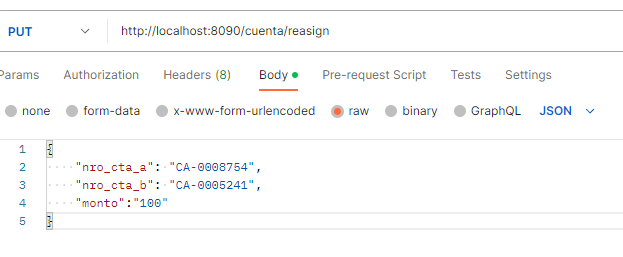 PUT http://localhost:8090/cuenta/reasign
Params Authorization Headers (8) Body Pre-request Script Tests Settings
none form-data x-www-form-urlencoded raw binary GraphQL JSON
1 {
2 "nro_cta_a": "CA-0008754",
3 "nro_cta_b": "CA-0005241",
4 "monto":"100"
5 }